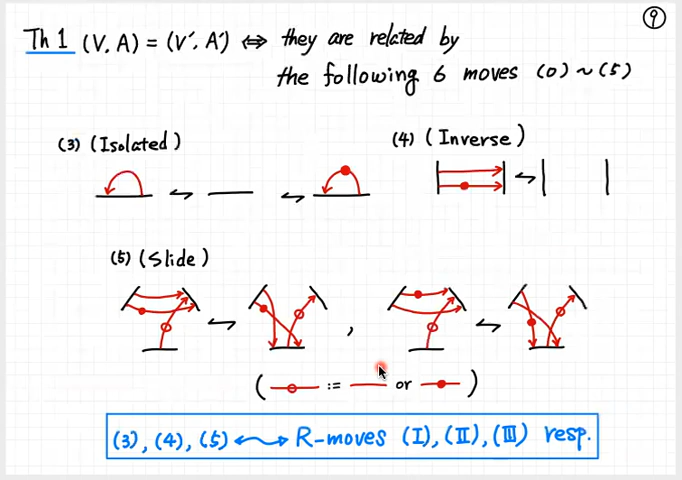 9
Th 1 (V, A) = (V', A') ⇔ they are related by
the following 6 moves (0) ~ (5)
(3) (Isolated)
(4) (Inverse)
(5) (Slide)
,
( := or )
(3), (4), (5) ↔ R-moves (I), (II), (III) resp.